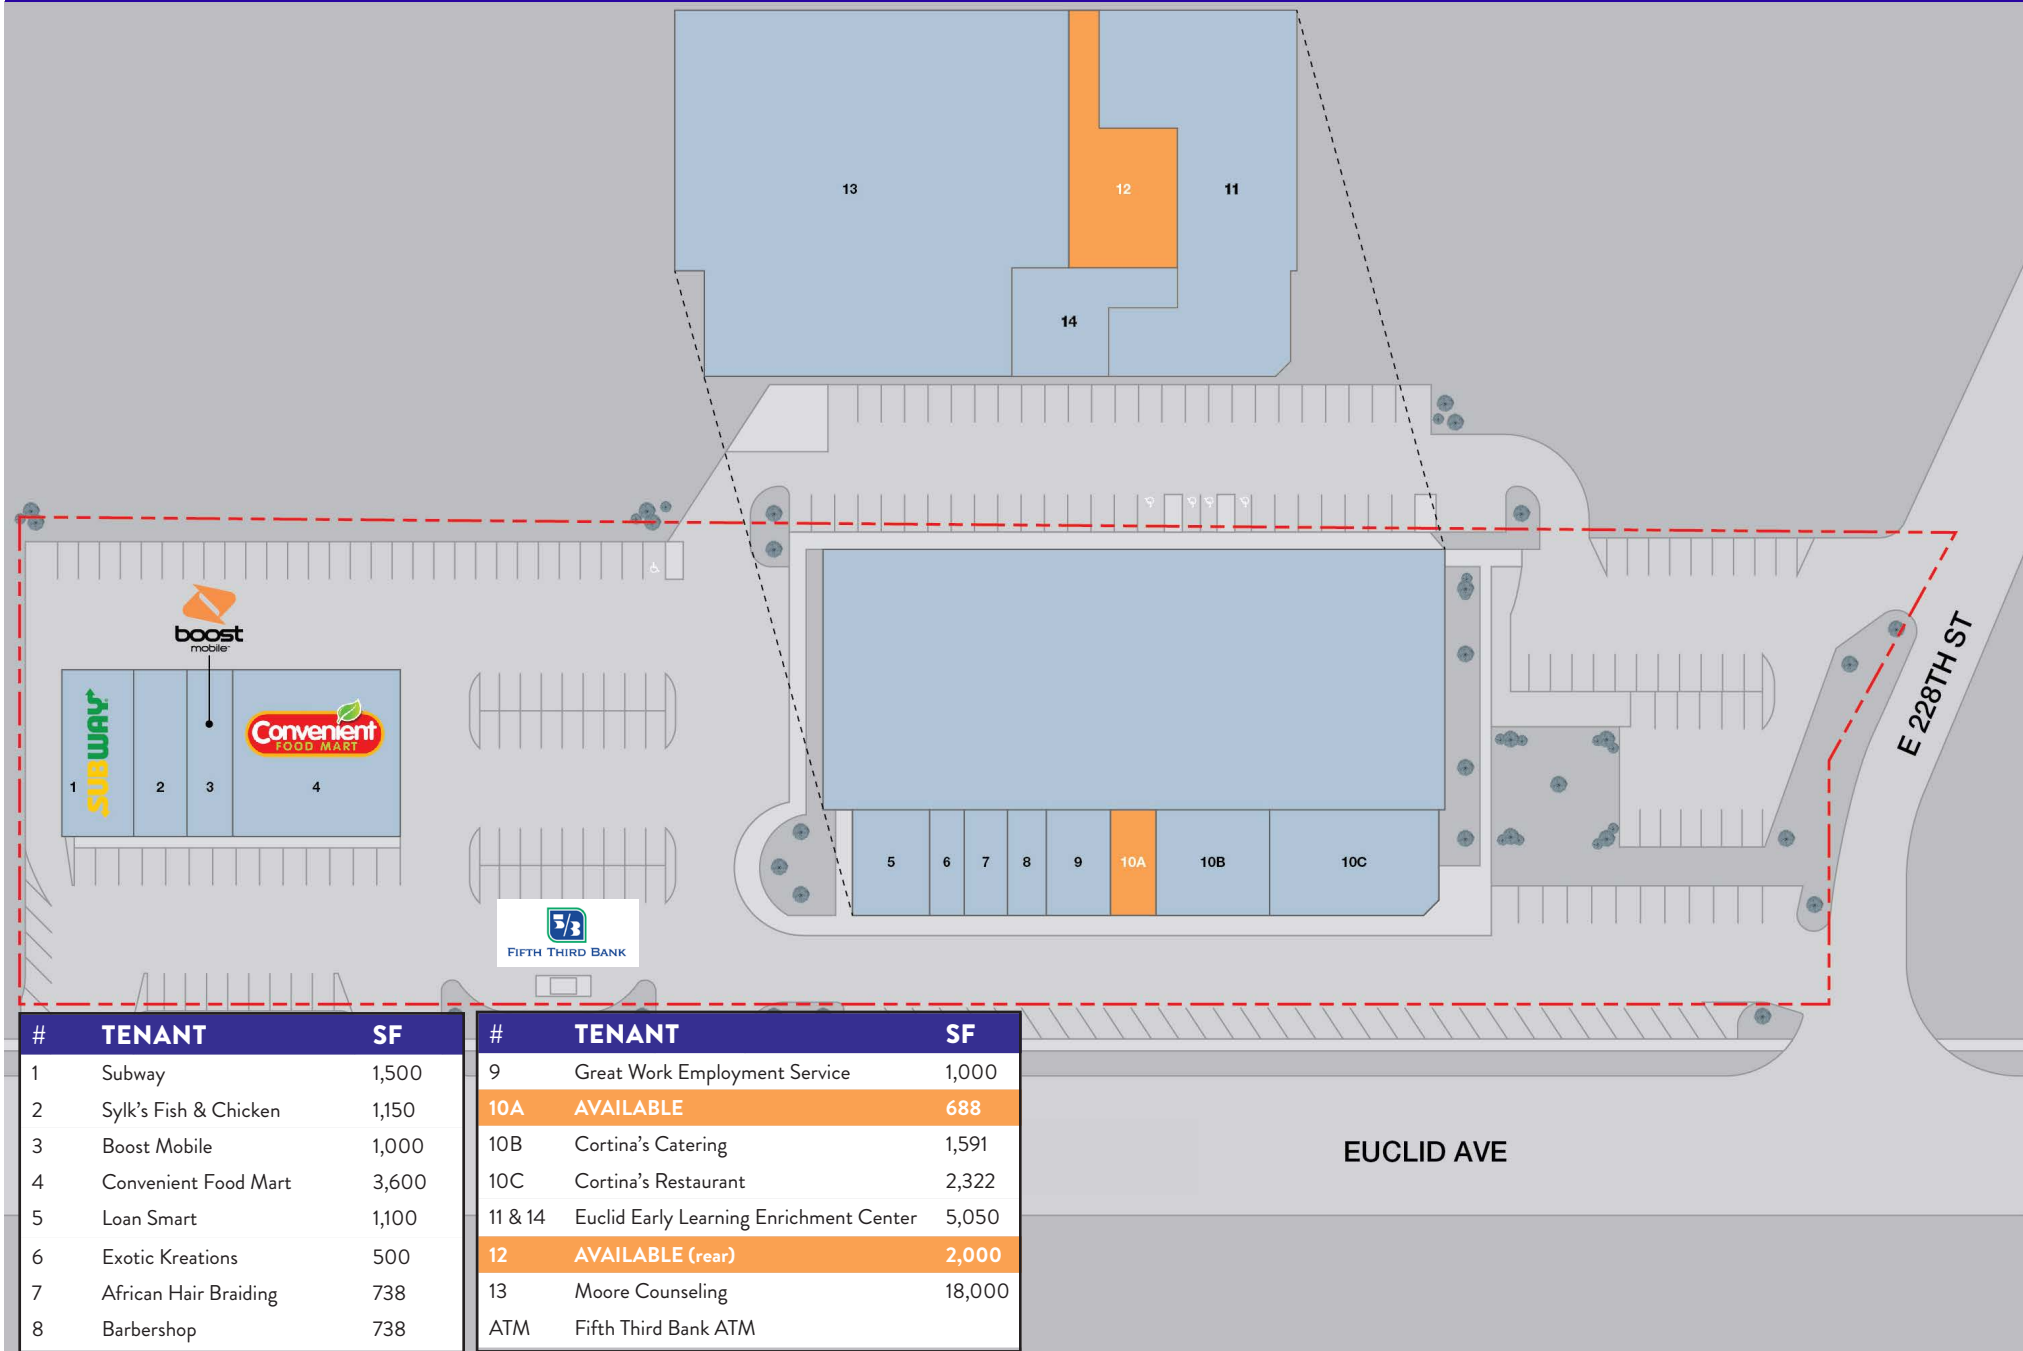 13
12
11
14
boost
mobile
SUBWAY
Convenient
FOOD MART
1
2
3
4
5
6
7
8
9
10A
10B
10C
E 228TH ST
5/3
FIFTH THIRD BANK
EUCLID AVE
# TENANT SF
1 Subway 1,500
2 Sylk's Fish & Chicken 1,150
3 Boost Mobile 1,000
4 Convenient Food Mart 3,600
5 Loan Smart 1,100
6 Exotic Kreations 500
7 African Hair Braiding 738
8 Barbershop 738
# TENANT SF
9 Great Work Employment Service 1,000
10A AVAILABLE 688
10B Cortina's Catering 1,591
10C Cortina's Restaurant 2,322
11 & 14 Euclid Early Learning Enrichment Center 5,050
12 AVAILABLE (rear) 2,000
13 Moore Counseling 18,000
ATM Fifth Third Bank ATM